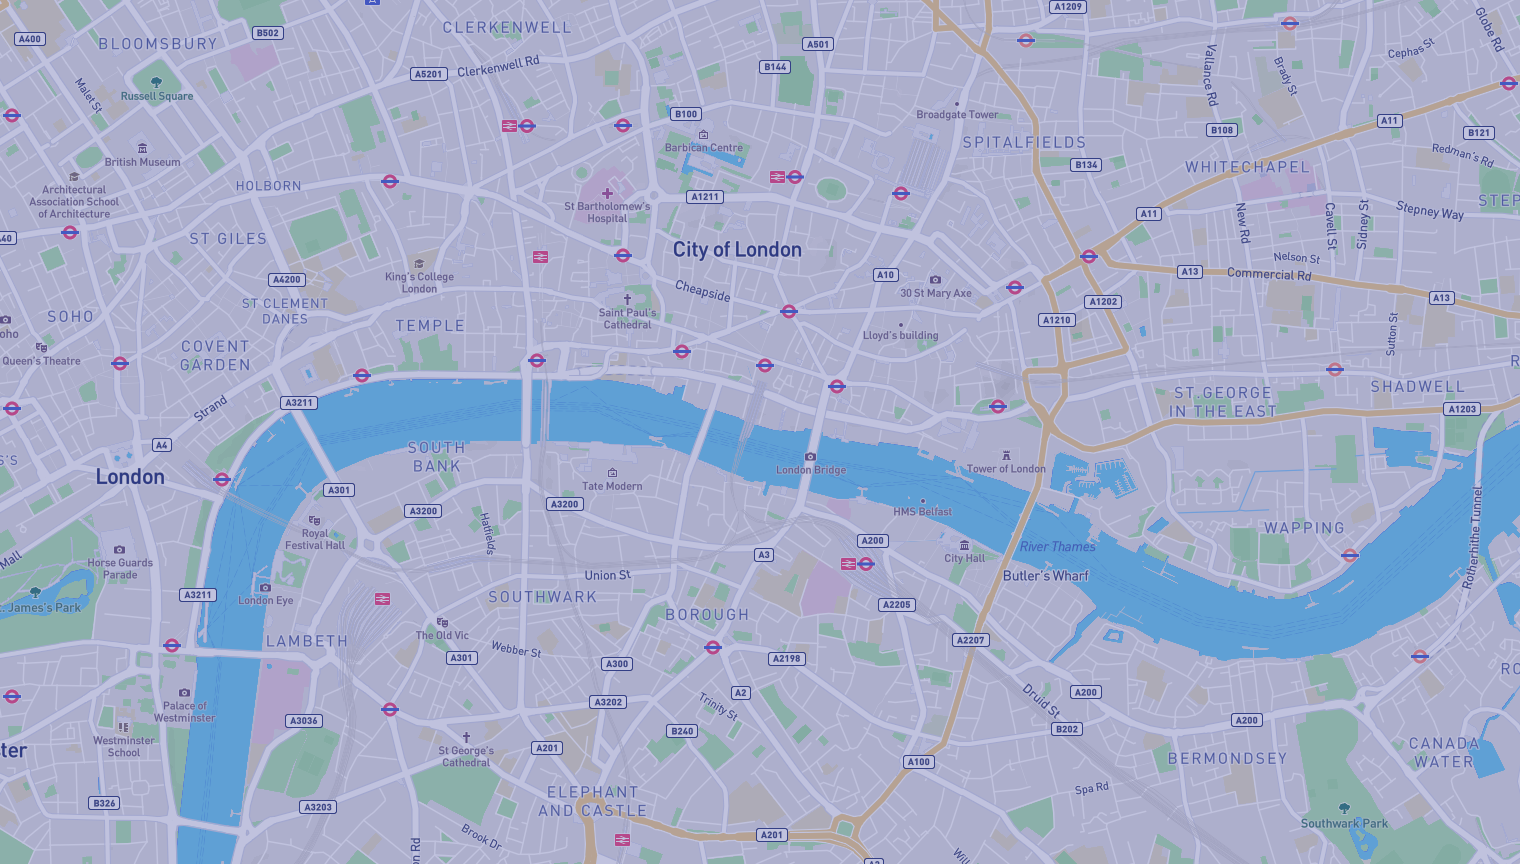 A1209
CLERKENWELL
B502
A400
BLOOMSBURY
A501
Globe Rd
Cephas St
Vallance Rd
Brady St
Clerkenwell Rd
A5201
B144
Malet St
Russell Square
Broadgate Tower
B100
A11
B108
B121
Barbican Centre
SPITALFIELDS
British Museum
WHITECHAPEL
B134
Redman's Rd
Architectural
Association School
of Architecture
HOLBORN
A1211
St Bartholomew's
Hospital
STEP
Stepney Way
A11
New Rd
Cavell St
Sidney St
A40
ST GILES
City of London
Nelson St
Commercial Rd
A13
A10
A4200
King's College
London
Cheapside
30 St Mary Axe
A1202
A13
ST CLEMENT
DANES
Saint Paul's
Cathedral
SOHO
TEMPLE
A1210
Lloyd's building
Sutton St
oho
COVENT
GARDEN
Queen's Theatre
R
SHADWELL
ST.GEORGE
IN THE EAST
A3211
Strand
A1203
A4
SOUTH
BANK
S'S
London Bridge
Tower of London
London
A301
Tate Modern
A3200
A3200
HMS Belfast
Hatfields
WAPPING
Rotherhithe Tunnel
Royal
Festival Hall
A200
A3
River Thames
City Hall
Mall
Horse Guards
Parade
Union St
Butler's Wharf
A3211
London Eye
SOUTHWARK
t. James's Park
BOROUGH
A2205
The Old Vic
LAMBETH
A2207
Webber St
A301
A300
A2198
RO
A2
A200
Druid St
Trinity St
A3202
Palace of
Westminster
A3036
A200
B202
B240
Westminster
School
St George's
Cathedral
A201
ter
CANADA
WATER
BERMONDSEY
A100
Spa Rd
ELEPHANT
AND CASTLE
B326
A3203
Southwark Park
Brook Dr
A201
on Rd
Will